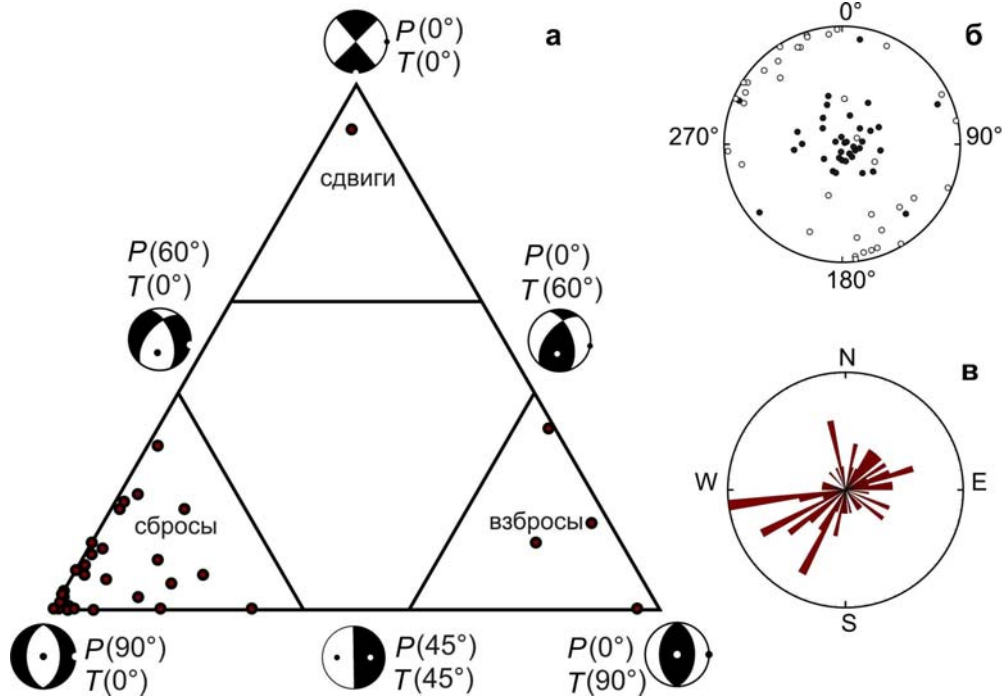 P(0°)
T(0°)
а
сдвиги
P(60°)
T(0°)
P(0°)
T(60°)
сбросы
взбросы
P(90°)
T(0°)
P(45°)
T(45°)
P(0°)
T(90°)
б
0°
270°
90°
180°
в
N
W
E
S